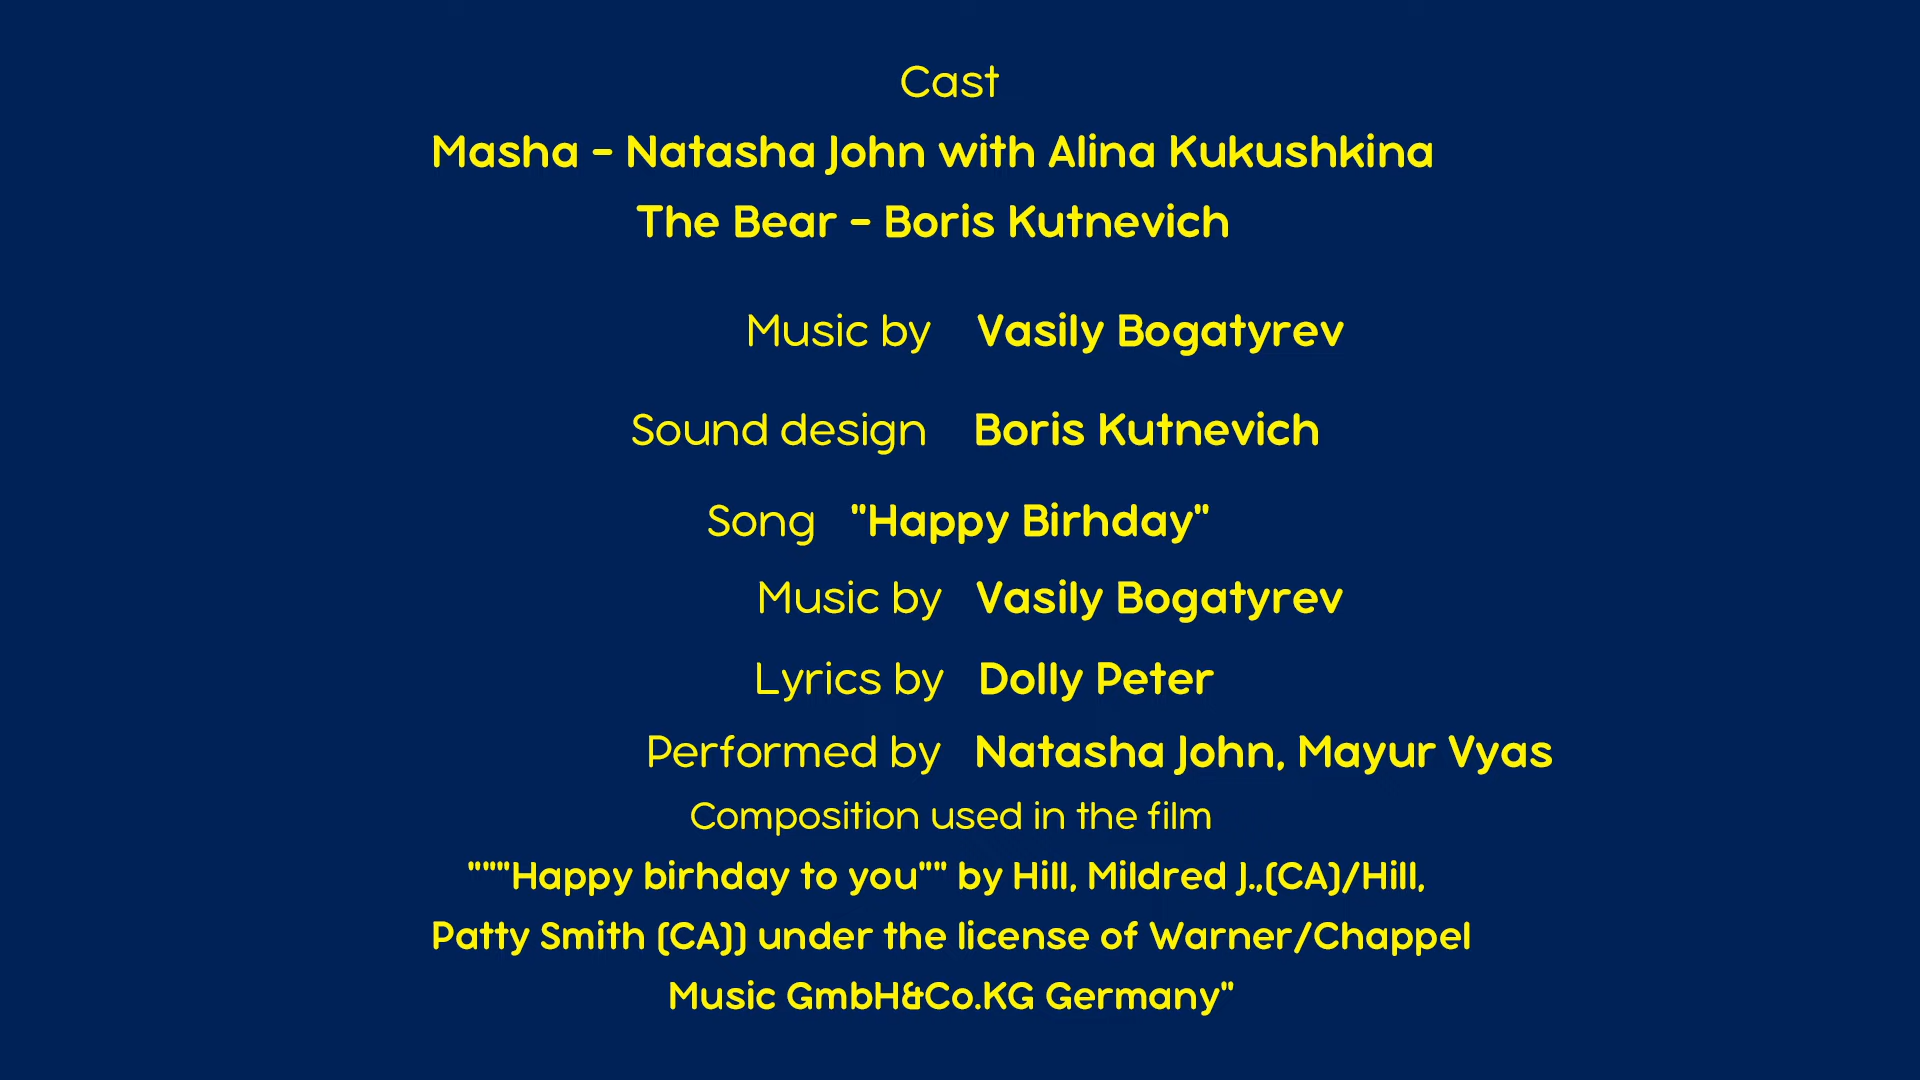 Cast
Masha - Natasha John with Alina Kukushkina
The Bear - Boris Kutnevich
Music by Vasily Bogatyrev
Sound design Boris Kutnevich
Song "Happy Birhday"
Music by Vasily Bogatyrev
Lyrics by Dolly Peter
Performed by Natasha John, Mayur Vyas
Composition used in the film
"""Happy birhday to you"" by Hill, Mildred J.,(CA)/Hill,
Patty Smith (CA)) under the license of Warner/Chappel
Music GmbH&Co.KG Germany"